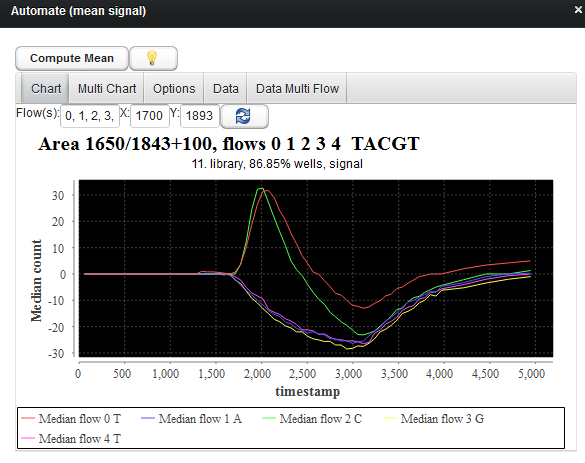 Automate (mean signal)
Compute Mean
Chart Multi Chart Options Data Data Multi Flow
Flow(s): 0, 1, 2, 3, X: 1700 Y: 1893
Area 1650/1843+100, flows 0 1 2 3 4 TACGT
11. library, 86.85% wells, signal
30
20
10
0
-10
-20
-30
Median count
0 500 1,000 1,500 2,000 2,500 3,000 3,500 4,000 4,500 5,000
timestamp
Median flow 0 T Median flow 1 A Median flow 2 C Median flow 3 G
Median flow 4 T